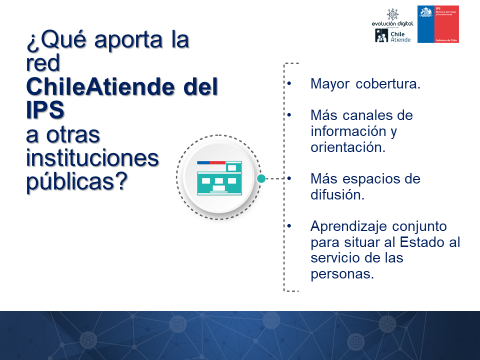 ¿Qué aporta la
red
ChileAtiende del
IPS
a otras
instituciones
públicas?
evolución digital
Chile
Atiende
IPS
• Mayor cobertura.
• Más canales de
información y
orientación.
• Más espacios de
difusión.
• Aprendizaje conjunto
para situar al Estado al
servicio de las
personas.